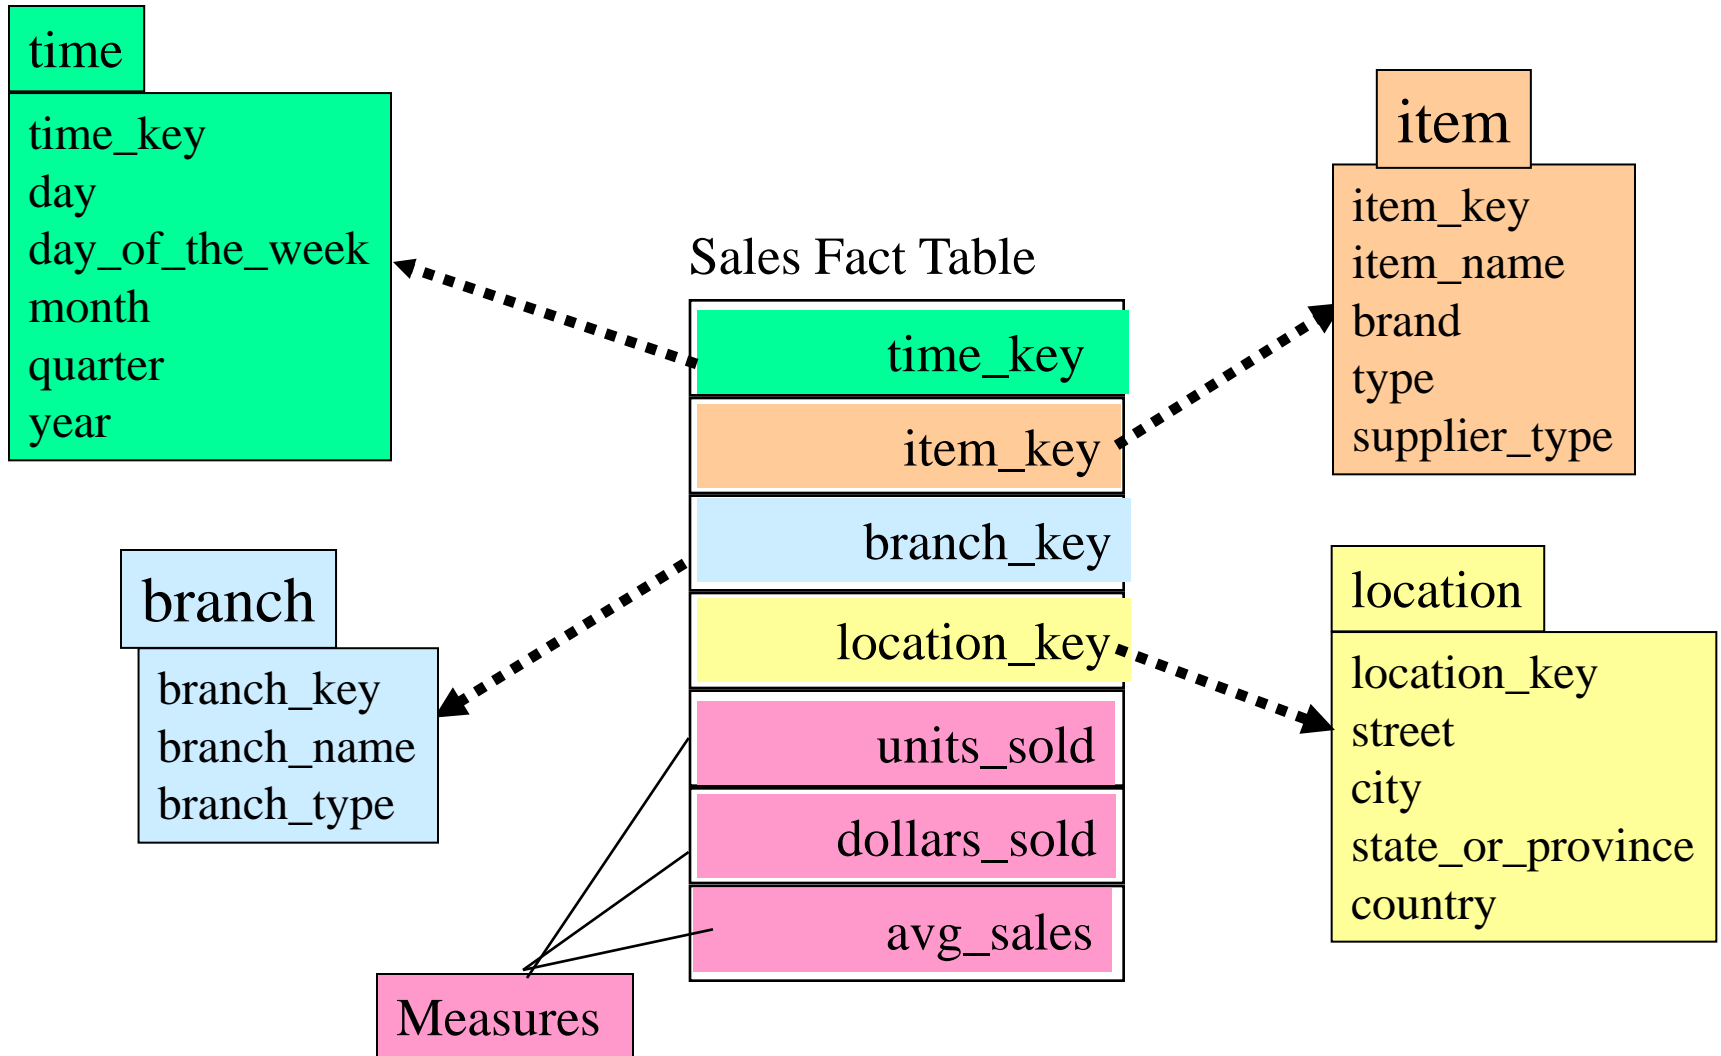 time
time_key
day
day_of_the_week
month
quarter
year
item
item_key
item_name
brand
type
supplier_type
Sales Fact Table
time_key
item_key
branch_key
location_key
units_sold
dollars_sold
avg_sales
branch
branch_key
branch_name
branch_type
location
location_key
street
city
state_or_province
country
Measures